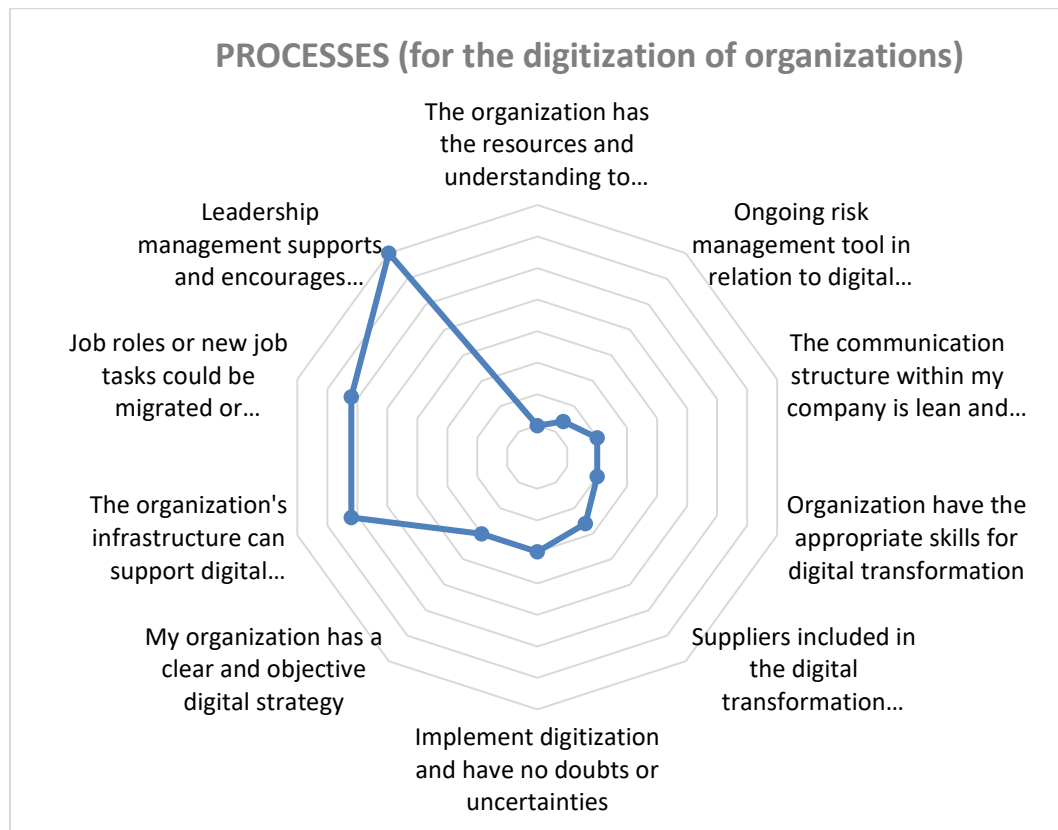 PROCESSES (for the digitization of organizations)
The organization has
the resources and
understanding to...
Ongoing risk
management tool in
relation to digital...
The communication
structure within my
company is lean and...
Organization have the
appropriate skills for
digital transformation
Suppliers included in
the digital
transformation...
Implement digitization
and have no doubts or
uncertainties
My organization has a
clear and objective
digital strategy
The organization's
infrastructure can
support digital...
Job roles or new job
tasks could be
migrated or...
Leadership
management supports
and encourages...